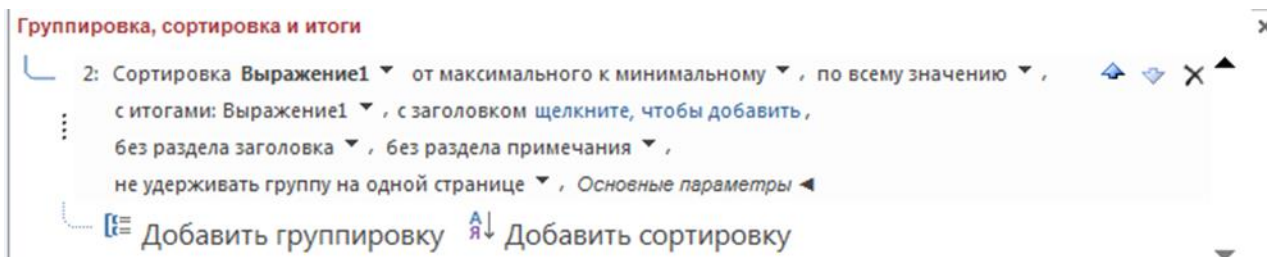 Группировка, сортировка и итоги
2: Сортировка Выражение1 от максимального к минимальному , по всему значению ,
с итогами: Выражение1 , с заголовком щелкните, чтобы добавить ,
без раздела заголовка , без раздела примечания ,
не удерживать группу на одной странице , Основные параметры
Добавить группировку А Я Добавить сортировку